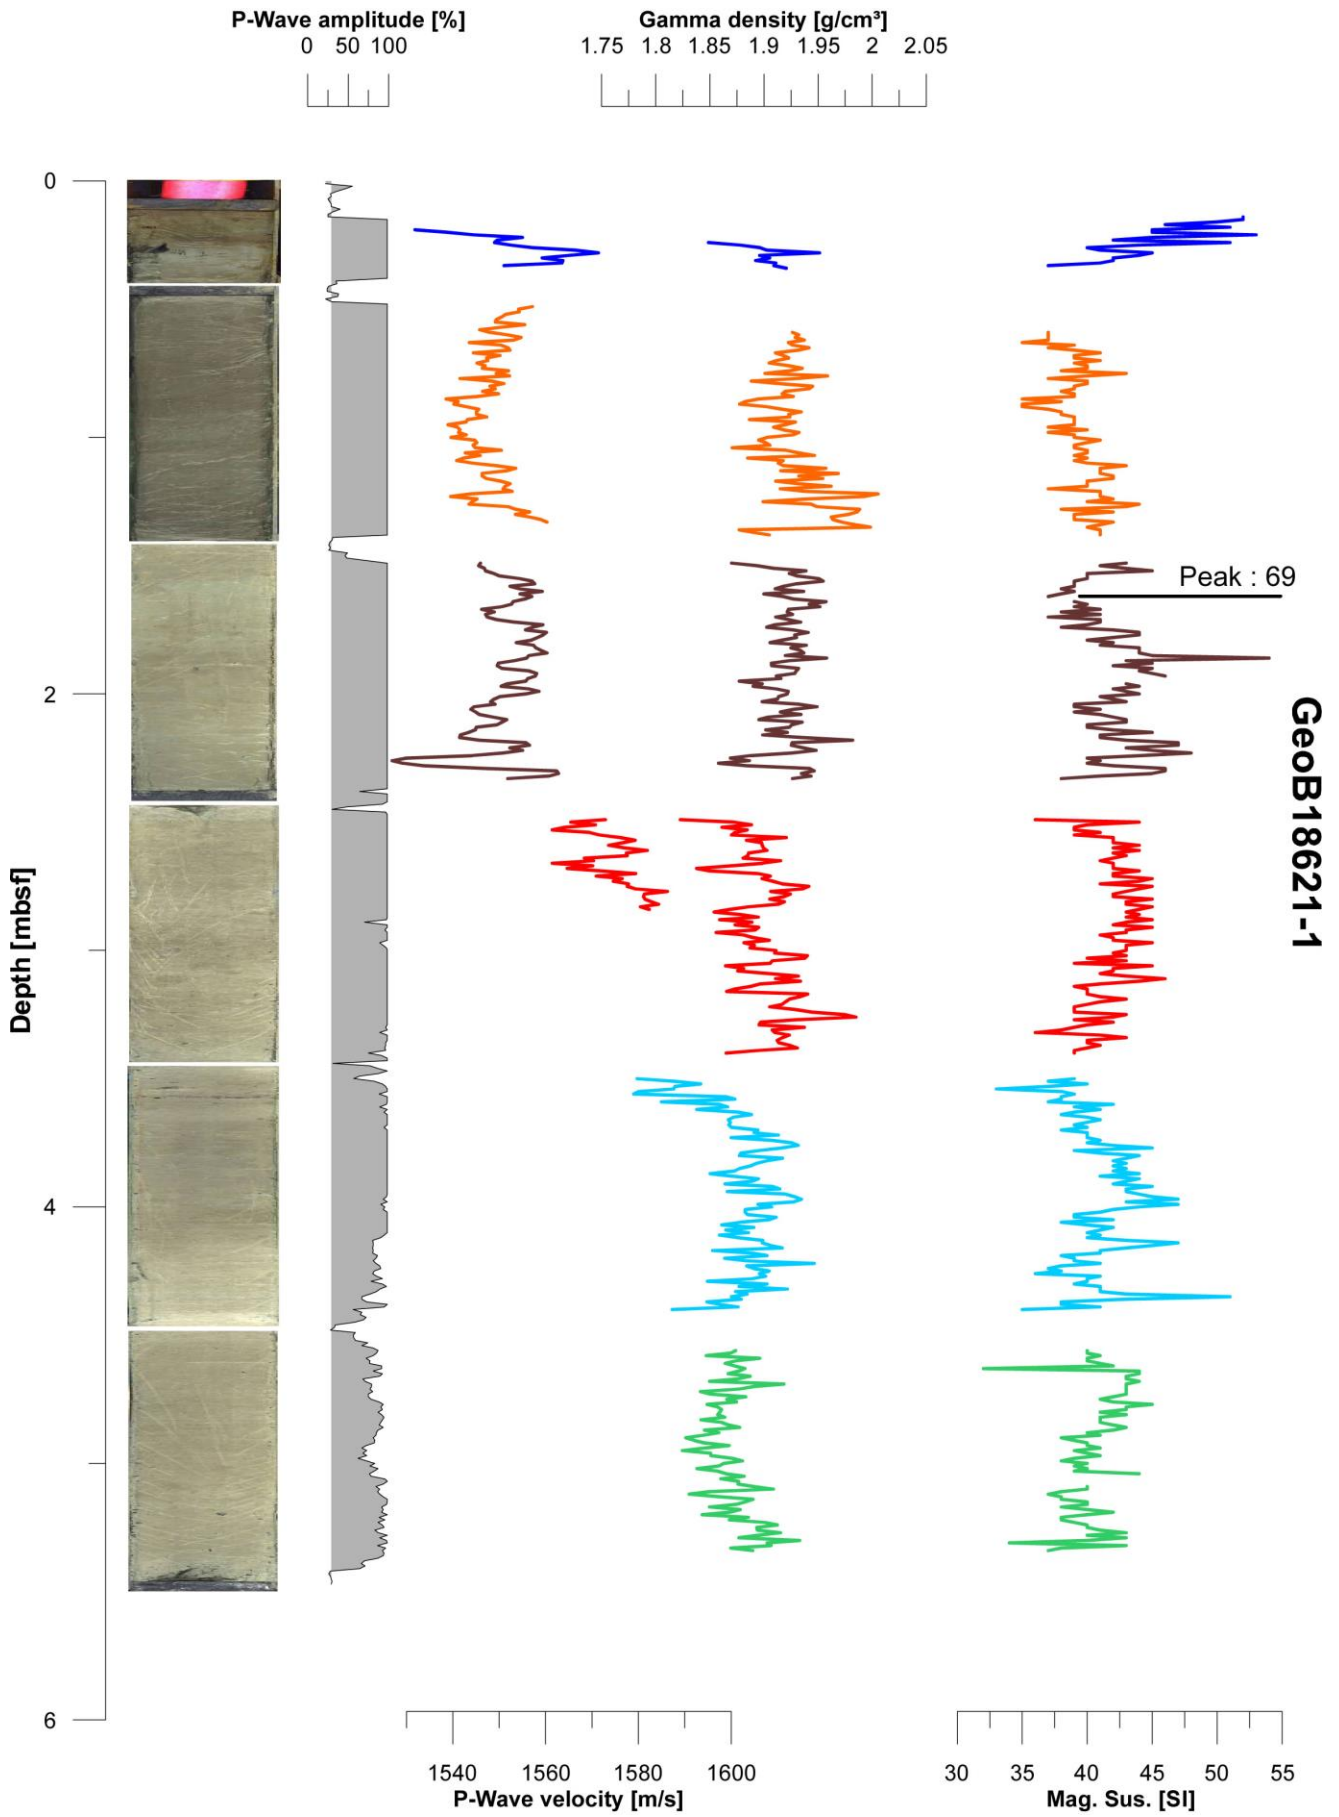 P-Wave amplitude [%]
0 50 100
Gamma density [g/cm³]
1.75 1.8 1.85 1.9 1.95 2 2.05
0
2
4
6
Depth [mbsf]
Peak : 69
GeoB18621-1
1540 1560 1580 1600
P-Wave velocity [m/s]
30 35 40 45 50 55
Mag. Sus. [SI]